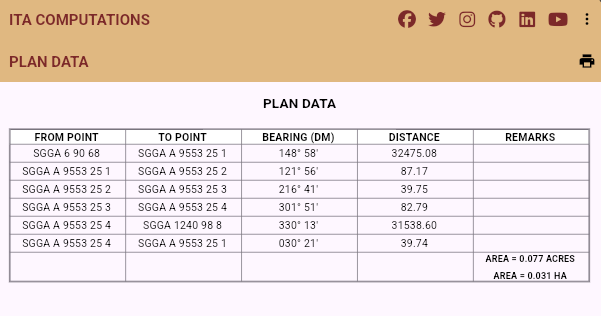 ITA COMPUTATIONS
PLAN DATA
PLAN DATA
FROM POINT TO POINT BEARING (DM) DISTANCE REMARKS
SGGA 6 90 68 SGGA A 9553 25 1 148° 58' 32475.08
SGGA A 9553 25 1 SGGA A 9553 25 2 121° 56' 87.17
SGGA A 9553 25 2 SGGA A 9553 25 3 216° 41' 39.75
SGGA A 9553 25 3 SGGA A 9553 25 4 301° 51' 82.79
SGGA A 9553 25 4 SGGA 1240 98 8 330° 13' 31538.60
SGGA A 9553 25 4 SGGA A 9553 25 1 030° 21' 39.74
AREA = 0.077 ACRES
AREA = 0.031 HA